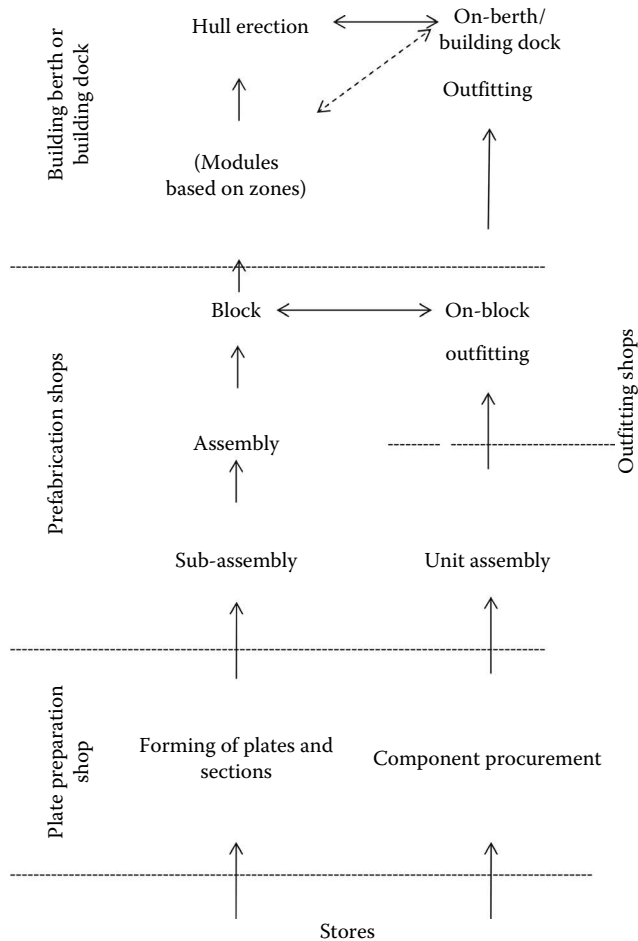 Building berth or
building dock
Hull erection
On-berth/
building dock
Outfitting
(Modules
based on zones)
Prefabrication shops
Block
On-block
outfitting
Outfitting shops
Assembly
Sub-assembly
Unit assembly
Plate preparation
shop
Forming of plates and
sections
Component procurement
Stores